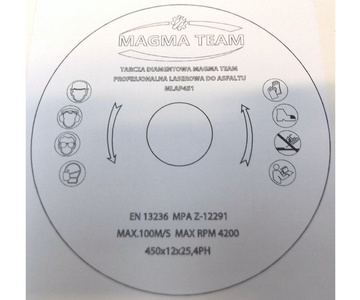 MAGMA TEAM
TARCZA DIAMENTOWA MAGMA TEAM
PROFESJONALNA LASEROWA DO ASFALTU
MLAP451
EN 13236 MPA Z-12291
MAX.100M/S MAX RPM 4200
450x12x25,4PH